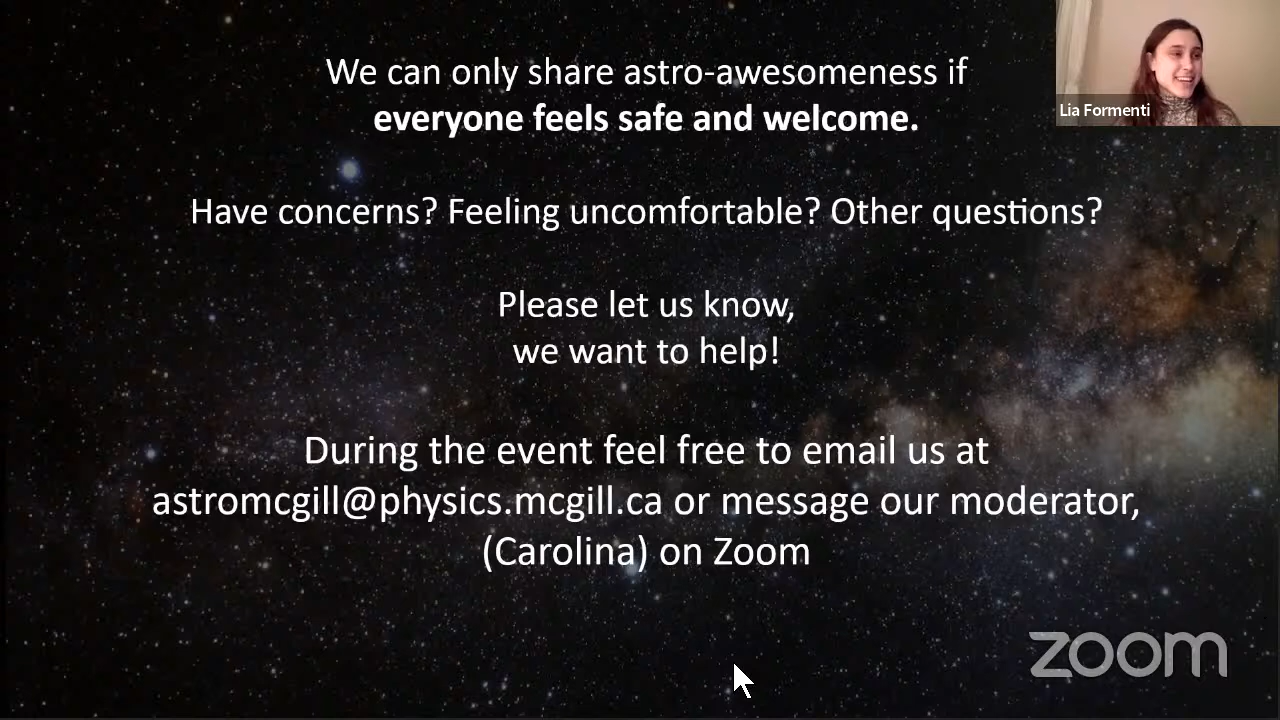 We can only share astro-awesomeness if
everyone feels safe and welcome.
Lia Formenti
Have concerns? Feeling uncomfortable? Other questions?
Please let us know,
we want to help!
During the event feel free to email us at
astromcgill@physics.mcgill.ca or message our moderator,
(Carolina) on Zoom
zoom